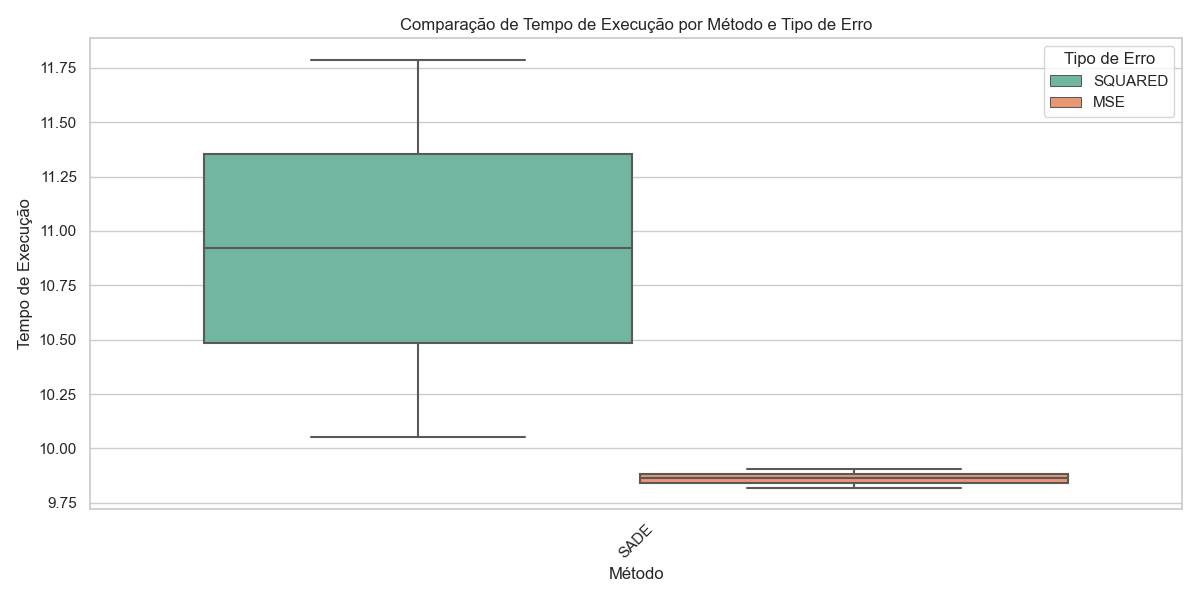 Comparação de Tempo de Execução por Método e Tipo de Erro
Tipo de Erro
SQUARED
MSE
Tempo de Execução
11.75
11.50
11.25
11.00
10.75
10.50
10.25
10.00
9.75
SADE
Método